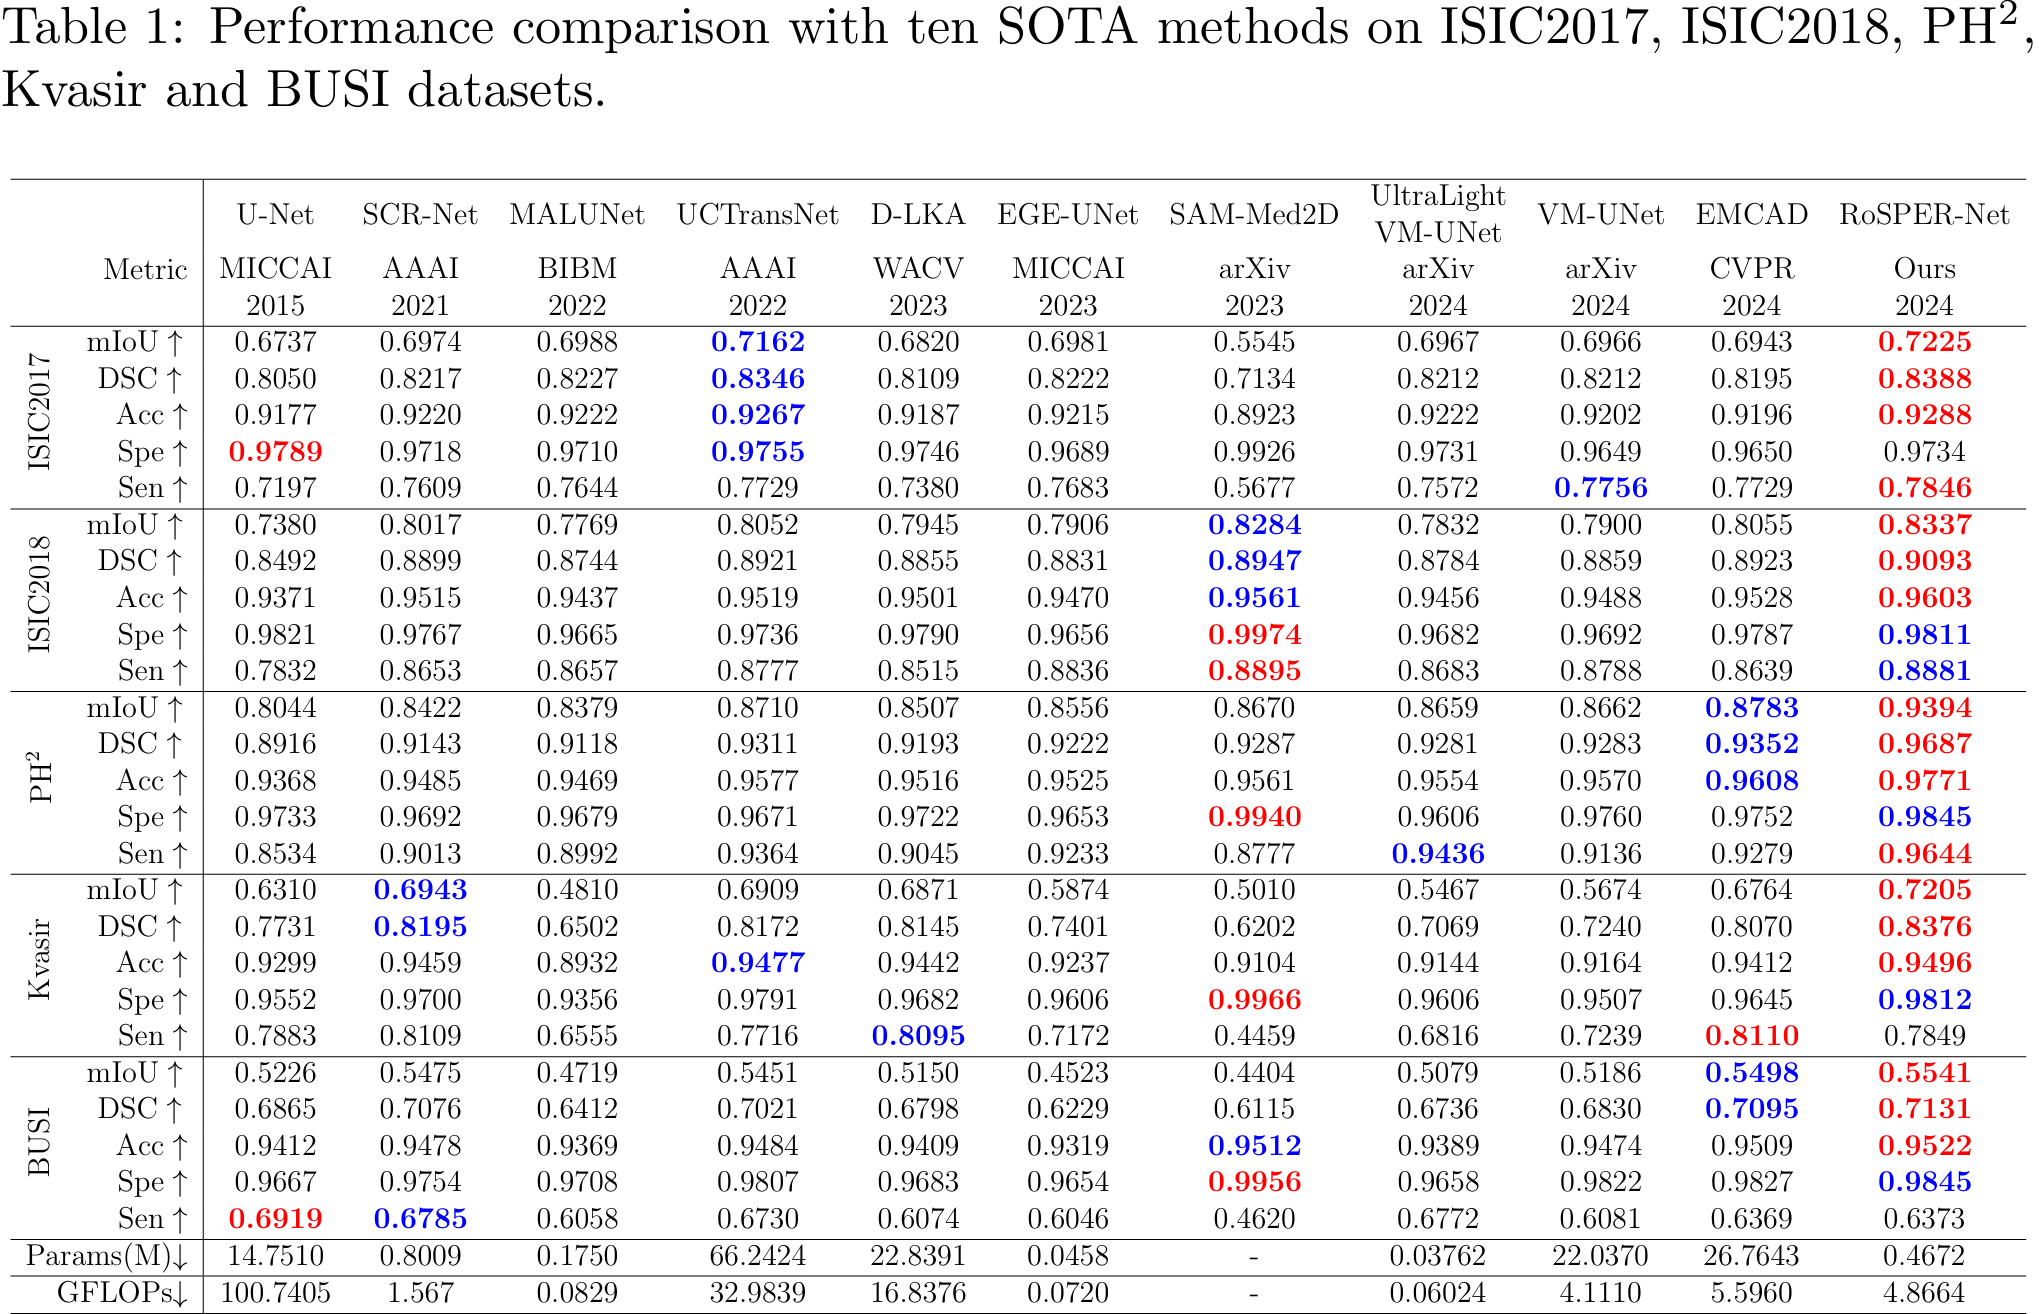 Table 1: Performance comparison with ten SOTA methods on ISIC2017, ISIC2018, PH², Kvasir and BUSI datasets.
U-Net SCR-Net MALUNet UCTransNet D-LKA EGE-UNet SAM-Med2D UltraLight VM-UNet VM-UNet EMCAD RoSPER-Net
Metric MICCAI AAAI BIBM AAAI WACV MICCAI arXiv arXiv arXiv CVPR Ours
2015 2021 2022 2022 2023 2023 2023 2024 2024 2024 2024
ISIC2017
mIoU ↑ 0.6737 0.6974 0.6988 0.7162 0.6820 0.6981 0.5545 0.6967 0.6966 0.6943 0.7225
DSC ↑ 0.8050 0.8217 0.8227 0.8346 0.8109 0.8222 0.7134 0.8212 0.8212 0.8195 0.8388
Acc ↑ 0.9177 0.9220 0.9222 0.9267 0.9187 0.9215 0.8923 0.9222 0.9202 0.9196 0.9288
Spe ↑ 0.9789 0.9718 0.9710 0.9755 0.9746 0.9689 0.9926 0.9731 0.9649 0.9650 0.9734
Sen ↑ 0.7197 0.7609 0.7644 0.7729 0.7380 0.7683 0.5677 0.7572 0.7756 0.7729 0.7846
ISIC2018
mIoU ↑ 0.7380 0.8017 0.7769 0.8052 0.7945 0.7906 0.8284 0.7832 0.7900 0.8055 0.8337
DSC ↑ 0.8492 0.8899 0.8744 0.8921 0.8855 0.8831 0.8947 0.8784 0.8859 0.8923 0.9093
Acc ↑ 0.9371 0.9515 0.9437 0.9519 0.9501 0.9470 0.9561 0.9456 0.9488 0.9528 0.9603
Spe ↑ 0.9821 0.9767 0.9665 0.9736 0.9790 0.9656 0.9974 0.9682 0.9692 0.9787 0.9811
Sen ↑ 0.7832 0.8653 0.8657 0.8777 0.8515 0.8836 0.8895 0.8683 0.8788 0.8639 0.8881
PH²
mIoU ↑ 0.8044 0.8422 0.8379 0.8710 0.8507 0.8556 0.8670 0.8659 0.8662 0.8783 0.9394
DSC ↑ 0.8916 0.9143 0.9118 0.9311 0.9193 0.9222 0.9287 0.9281 0.9283 0.9352 0.9687
Acc ↑ 0.9368 0.9485 0.9469 0.9577 0.9516 0.9525 0.9561 0.9554 0.9570 0.9608 0.9771
Spe ↑ 0.9733 0.9692 0.9679 0.9671 0.9722 0.9653 0.9940 0.9606 0.9760 0.9752 0.9845
Sen ↑ 0.8534 0.9013 0.8992 0.9364 0.9045 0.9233 0.8777 0.9436 0.9136 0.9279 0.9644
Kvasir
mIoU ↑ 0.6310 0.6943 0.4810 0.6909 0.6871 0.5874 0.5010 0.5467 0.5674 0.6764 0.7205
DSC ↑ 0.7731 0.8195 0.6502 0.8172 0.8145 0.7401 0.6202 0.7069 0.7240 0.8070 0.8376
Acc ↑ 0.9299 0.9459 0.8932 0.9477 0.9442 0.9237 0.9104 0.9144 0.9164 0.9412 0.9496
Spe ↑ 0.9552 0.9700 0.9356 0.9791 0.9682 0.9606 0.9966 0.9606 0.9507 0.9645 0.9812
Sen ↑ 0.7883 0.8109 0.6555 0.7716 0.8095 0.7172 0.4459 0.6816 0.7239 0.8110 0.7849
BUSI
mIoU ↑ 0.5226 0.5475 0.4719 0.5451 0.5150 0.4523 0.4404 0.5079 0.5186 0.5498 0.5541
DSC ↑ 0.6865 0.7076 0.6412 0.7021 0.6798 0.6229 0.6115 0.6736 0.6830 0.7095 0.7131
Acc ↑ 0.9412 0.9478 0.9369 0.9484 0.9409 0.9319 0.9512 0.9389 0.9474 0.9509 0.9522
Spe ↑ 0.9667 0.9754 0.9708 0.9807 0.9683 0.9654 0.9956 0.9658 0.9822 0.9827 0.9845
Sen ↑ 0.6919 0.6785 0.6058 0.6730 0.6074 0.6046 0.4620 0.6772 0.6081 0.6369 0.6373
Params(M)↓ 14.7510 0.8009 0.1750 66.2424 22.8391 0.0458 - 0.03762 22.0370 26.7643 0.4672
GFLOPs↓ 100.7405 1.567 0.0829 32.9839 16.8376 0.0720 - 0.06024 4.1110 5.5960 4.8664